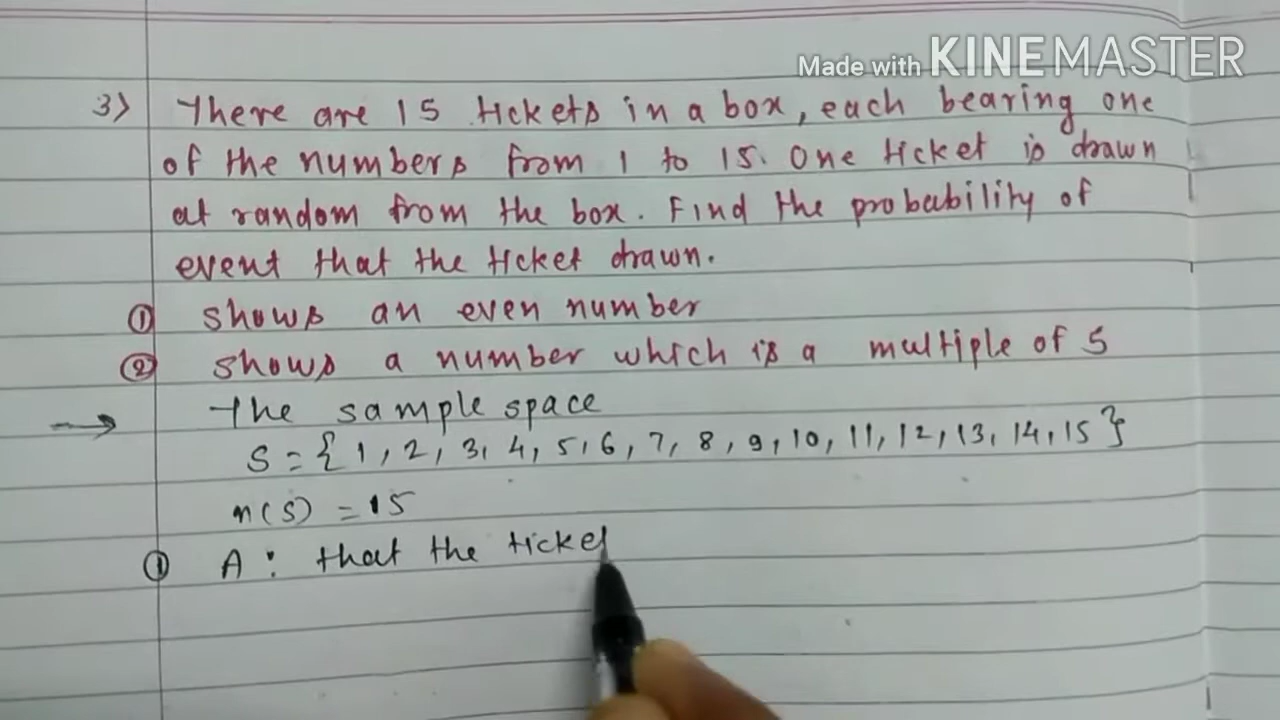 Made with KINEMASTER
3) There are 15 tickets in a box, each bearing one
of the numbers from 1 to 15. One ticket is drawn
at random from the box. Find the probability of
event that the ticket drawn.
① shows an even number
② shows a number which is a multiple of 5
→ The sample space
S = { 1, 2, 3, 4, 5, 6, 7, 8, 9, 10, 11, 12, 13, 14, 15 }
n(S) = 15
① A : that the ticket